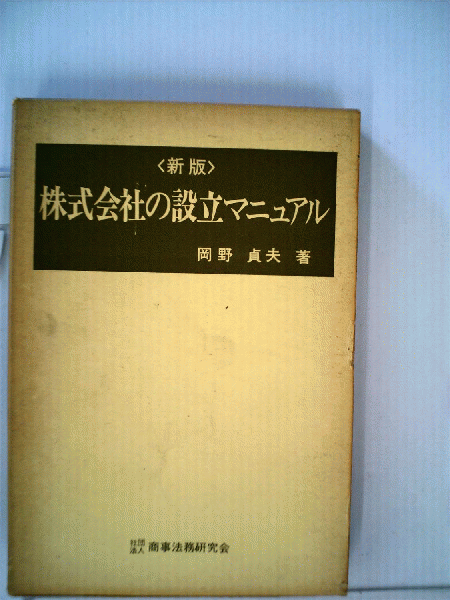 〈新版〉
株式会社の設立マニュアル
岡野 貞夫 著
社団法人 商事法務研究会